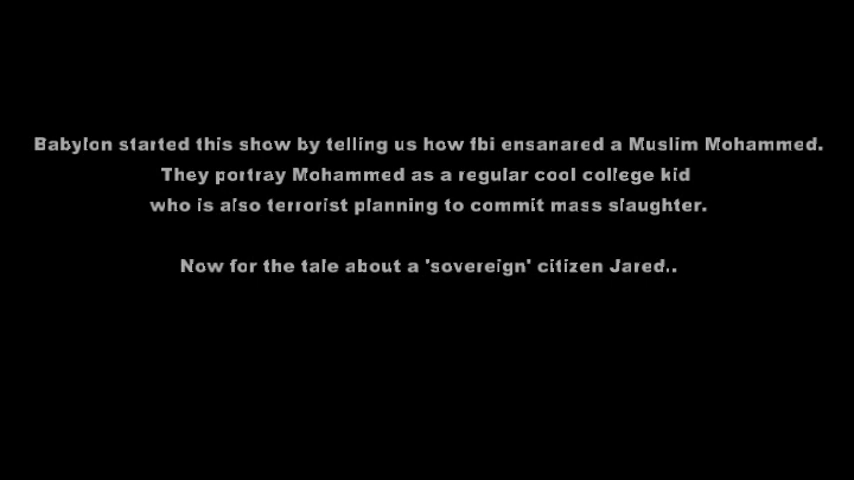 Babylon started this show by telling us how fbi ensanared a Muslim Mohammed.
They portray Mohammed as a regular cool college kid
who is also terrorist planning to commit mass slaughter.
Now for the tale about a 'sovereign' citizen Jared..